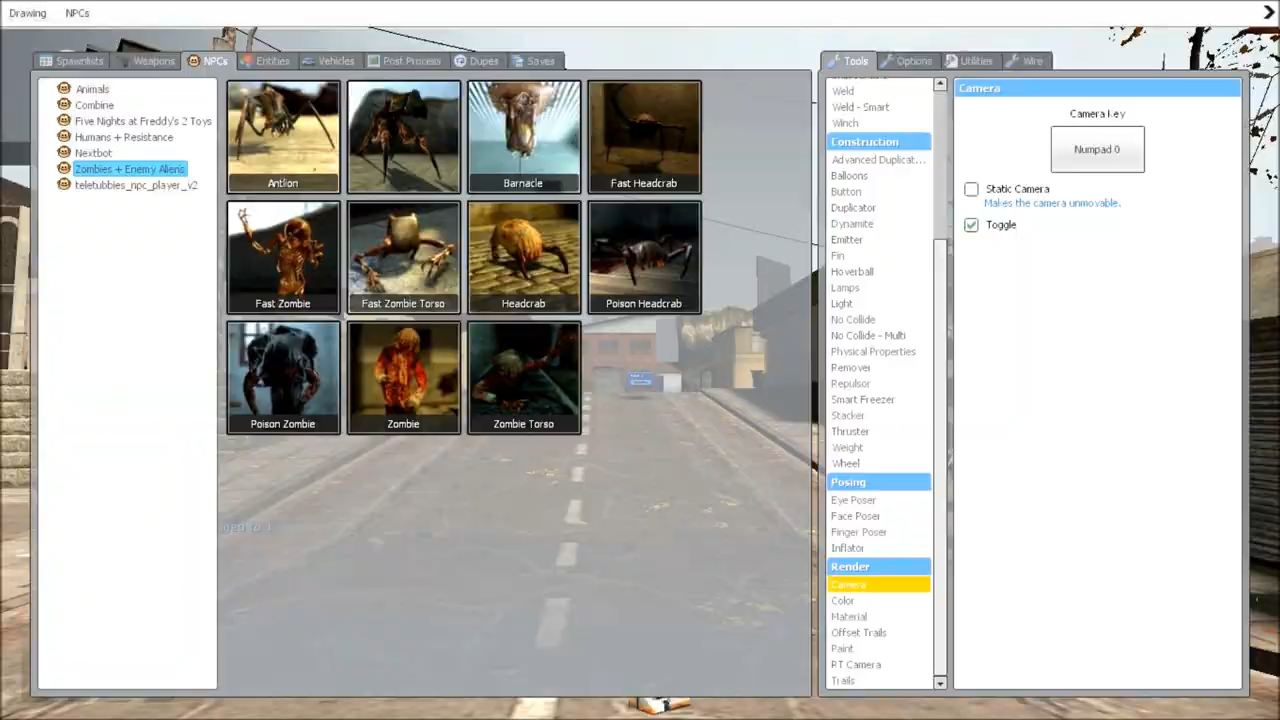 Drawing NPCs
Spawnlists Weapons NPCs Entities Vehicles Post Process Dupes Saves
Animals
Combine
Five Nights at Freddy's 2 Toys
Humans + Resistance
Nextbot
Zombies + Enemy Aliens
teletubbies_npc_player_v2
Antlion
Barnacle
Fast Headcrab
Fast Zombie
Fast Zombie Torso
Headcrab
Poison Headcrab
Poison Zombie
Zombie
Zombie Torso
Tools Options Utilities Wire
Weld
Weld - Smart
Winch
Construction
Advanced Duplicat...
Balloons
Button
Duplicator
Dynamite
Emitter
Fin
Hoverball
Lamps
Light
No Collide
No Collide - Multi
Physical Properties
Remover
Repulsor
Smart Freezer
Stacker
Thruster
Weight
Wheel
Posing
Eye Poser
Face Poser
Finger Poser
Inflator
Render
Camera
Color
Material
Offset Trails
Paint
RT Camera
Trails
Camera
Camera Key
Numpad 0
Static Camera
Makes the camera unmovable.
Toggle